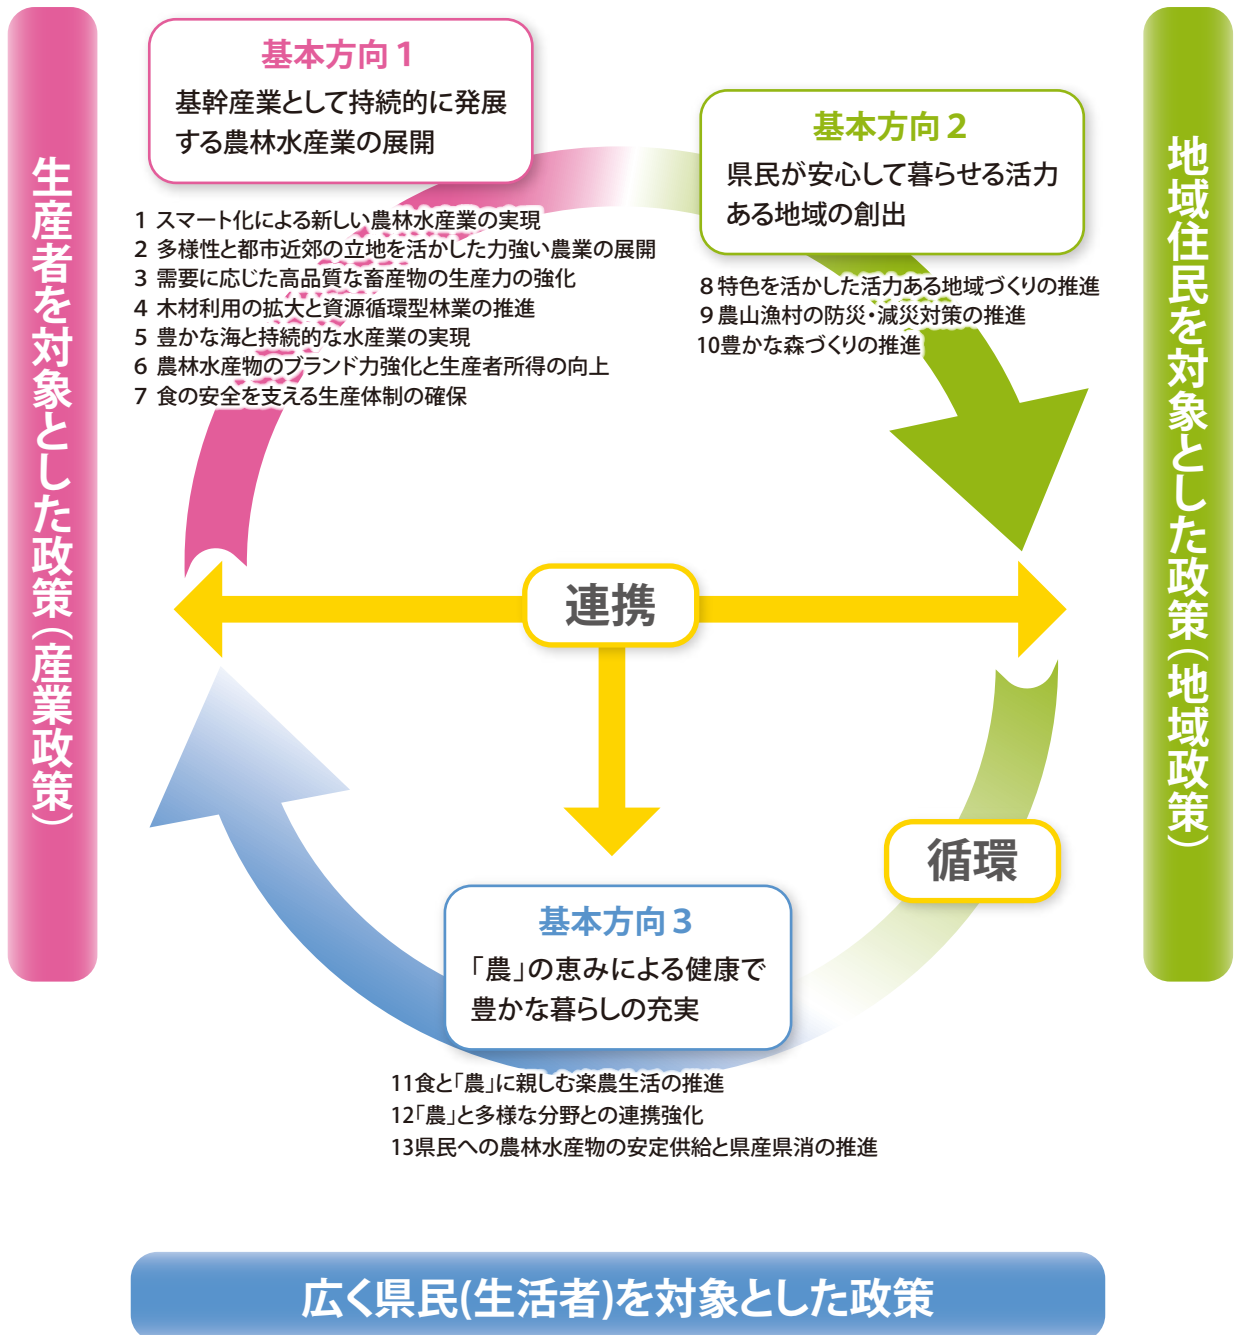 生産者を対象とした政策(産業政策)
基本方向1
基幹産業として持続的に発展
する農林水産業の展開
1 スマート化による新しい農林水産業の実現
2 多様性と都市近郊の立地を活かした力強い農業の展開
3 需要に応じた高品質な畜産物の生産力の強化
4 木材利用の拡大と資源循環型林業の推進
5 豊かな海と持続的な水産業の実現
6 農林水産物のブランド力強化と生産者所得の向上
7 食の安全を支える生産体制の確保
基本方向2
県民が安心して暮らせる活力
ある地域の創出
8特色を活かした活力ある地域づくりの推進
9農山漁村の防災・減災対策の推進
10豊かな森づくりの推進
地域住民を対象とした政策(地域政策)
連携
循環
基本方向3
「農」の恵みによる健康で
豊かな暮らしの充実
11食と「農」に親しむ楽農生活の推進
12「農」と多様な分野との連携強化
13県民への農林水産物の安定供給と県産県消の推進
広く県民(生活者)を対象とした政策